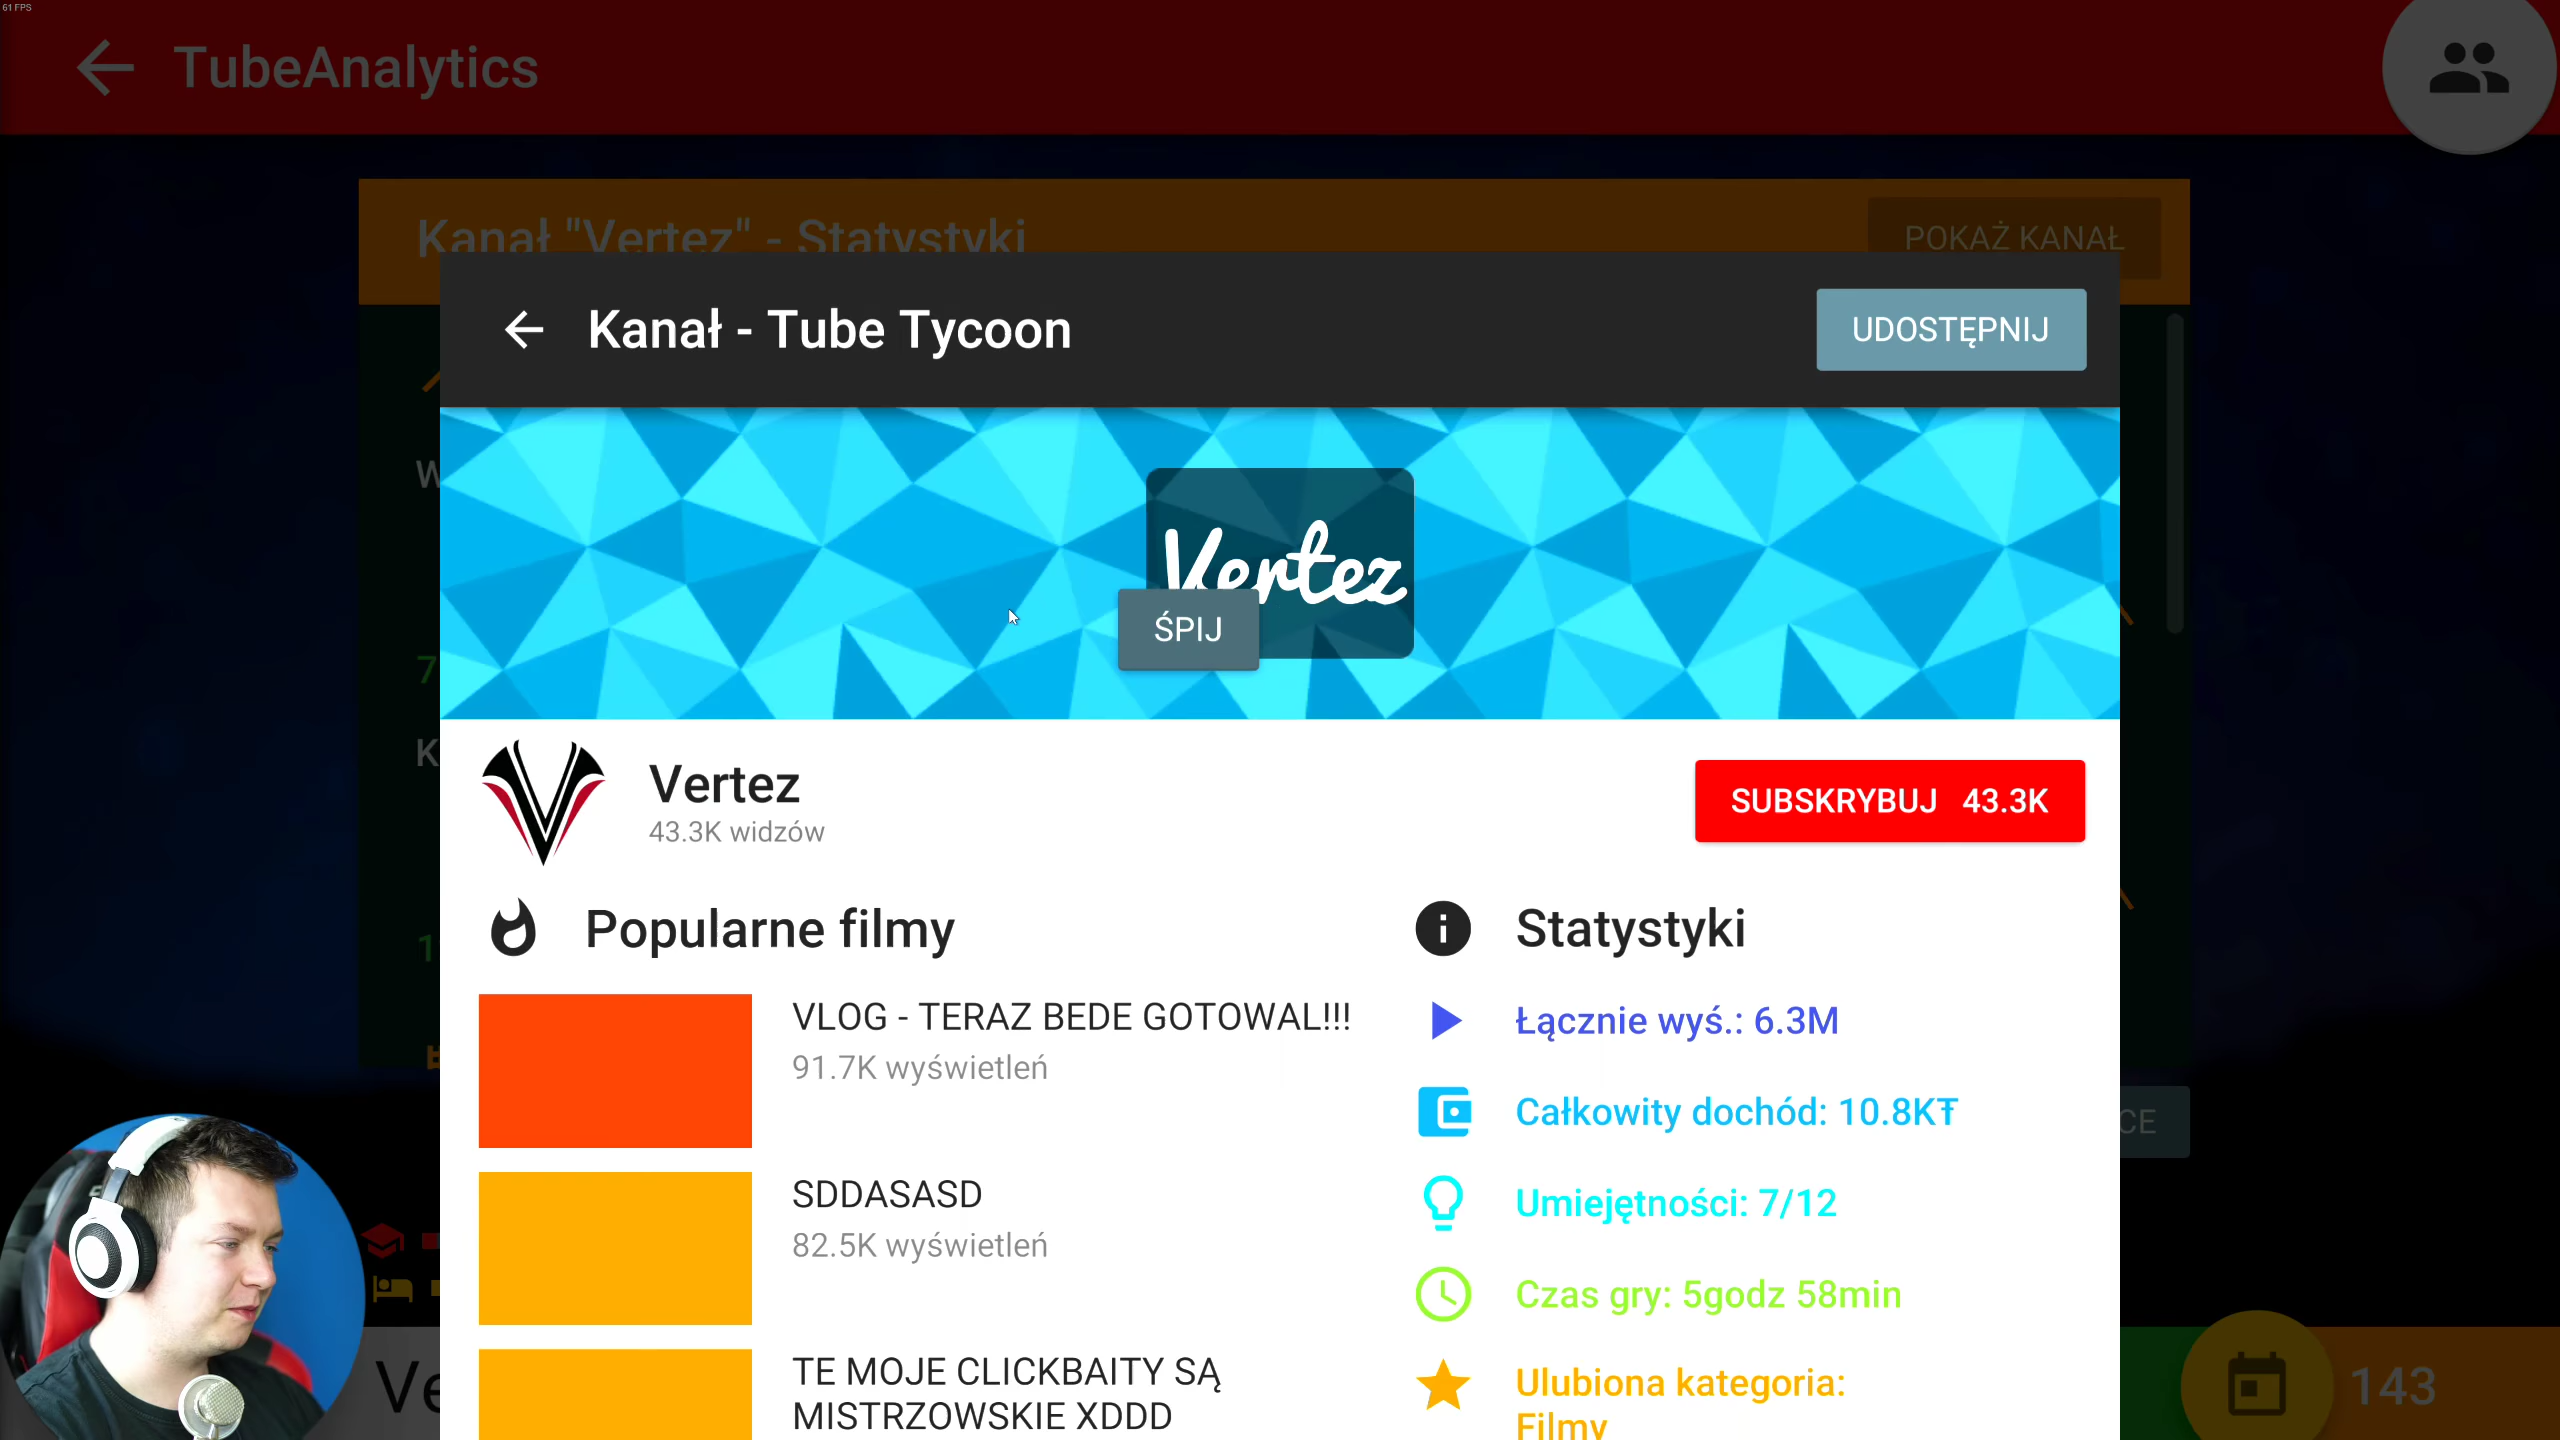 61 FPS
TubeAnalytics
Kanał "Vertez" - Statystyki
POKAŻ KANAŁ
Kanał - Tube Tycoon
UDOSTĘPNIJ
Vertez
ŚPIJ
Vertez
43.3K widzów
SUBSKRYBUJ 43.3K
Popularne filmy
Statystyki
VLOG - TERAZ BEDE GOTOWAL!!!
91.7K wyświetleń
SDDASASD
82.5K wyświetleń
TE MOJE CLICKBAITY SĄ
MISTRZOWSKIE XDDD
Łącznie wyś.: 6.3M
Całkowity dochód: 10.8KŦ
Umiejętności: 7/12
Czas gry: 5godz 58min
Ulubiona kategoria:
Filmy
143